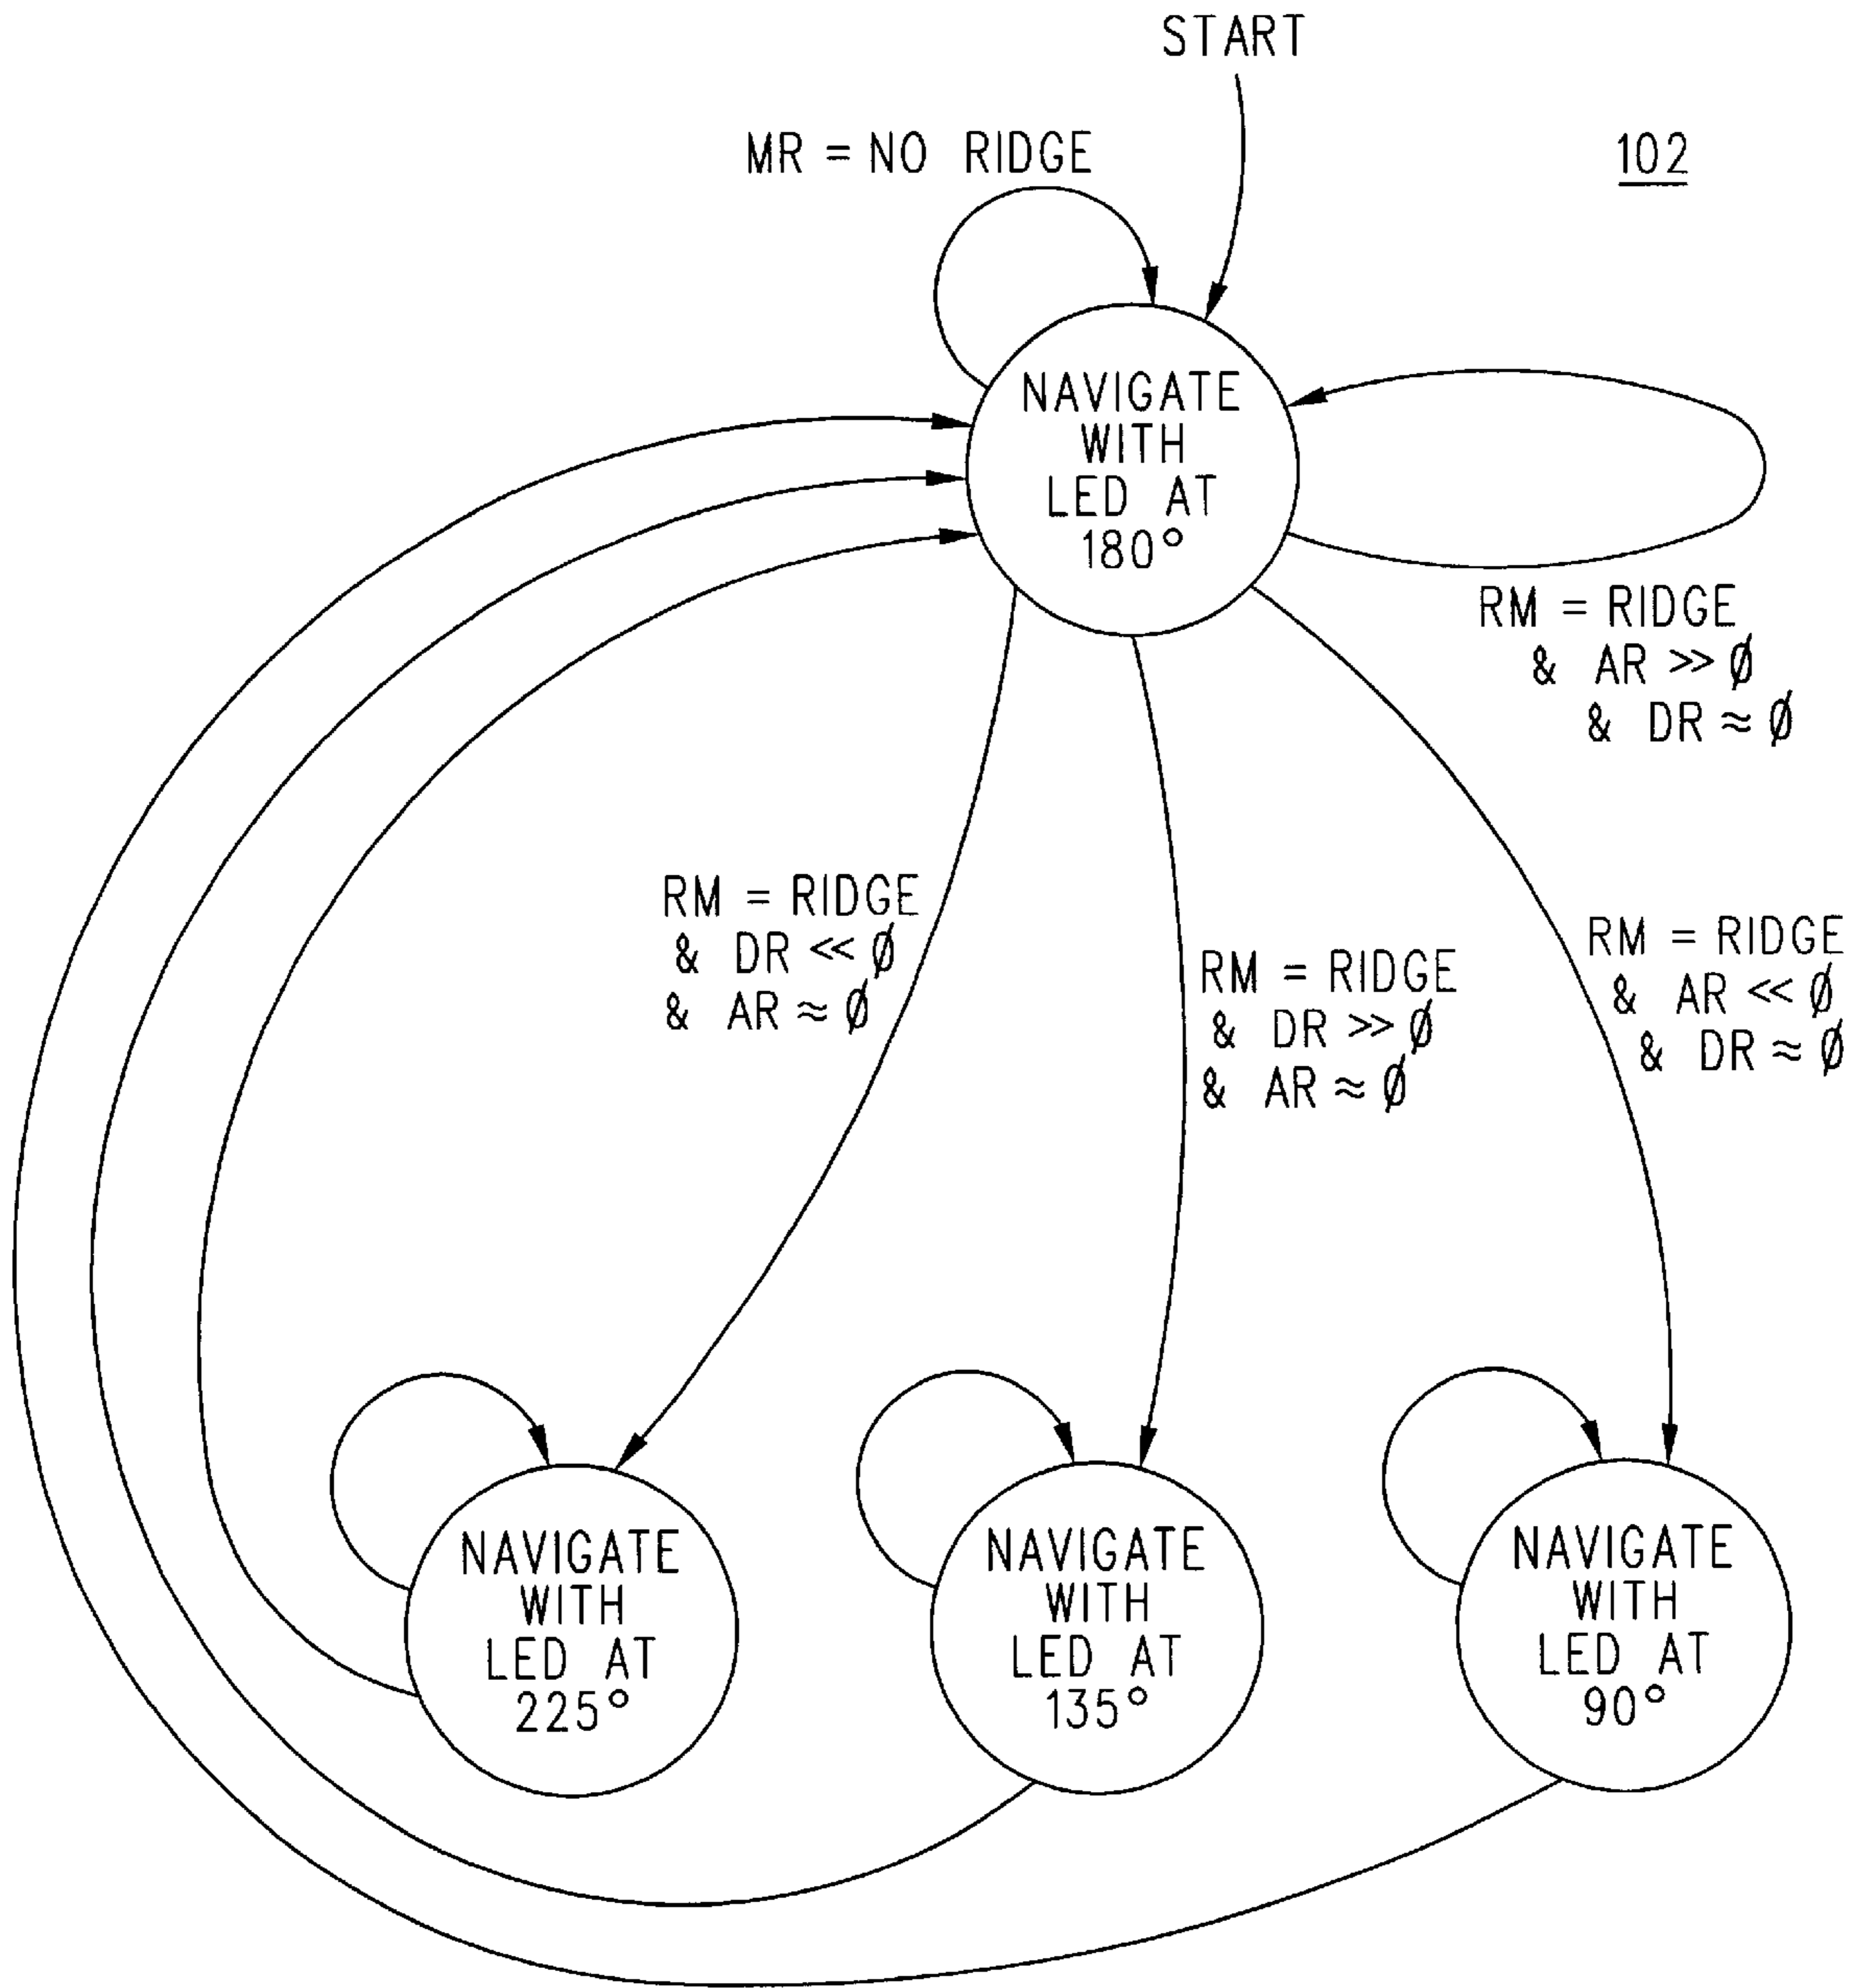 START
MR = NO RIDGE
102
NAVIGATE
WITH
LED AT
180°
RM = RIDGE
& AR >> Ø
& DR ≈ Ø
RM = RIDGE
& DR << Ø
& AR ≈ Ø
RM = RIDGE
& DR >> Ø
& AR ≈ Ø
RM = RIDGE
& AR << Ø
& DR ≈ Ø
NAVIGATE
WITH
LED AT
225°
NAVIGATE
WITH
LED AT
135°
NAVIGATE
WITH
LED AT
90°